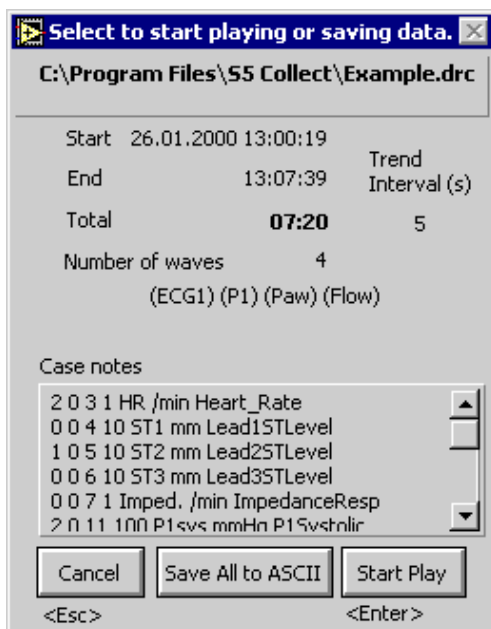 Select to start playing or saving data.
C:\Program Files\S5 Collect\Example.drc
Start 26.01.2000 13:00:19
Trend
End 13:07:39 Interval (s)
Total 07:20 5
Number of waves 4
(ECG1) (P1) (Paw) (Flow)
Case notes
2 0 3 1 HR /min Heart_Rate
0 0 4 10 ST1 mm Lead1STLevel
1 0 5 10 ST2 mm Lead2STLevel
0 0 6 10 ST3 mm Lead3STLevel
0 0 7 1 Imped. /min ImpedanceResp
2 0 11 100 P1sys mmHg P1Systolic
Cancel Save All to ASCII Start Play
<Esc> <Enter>